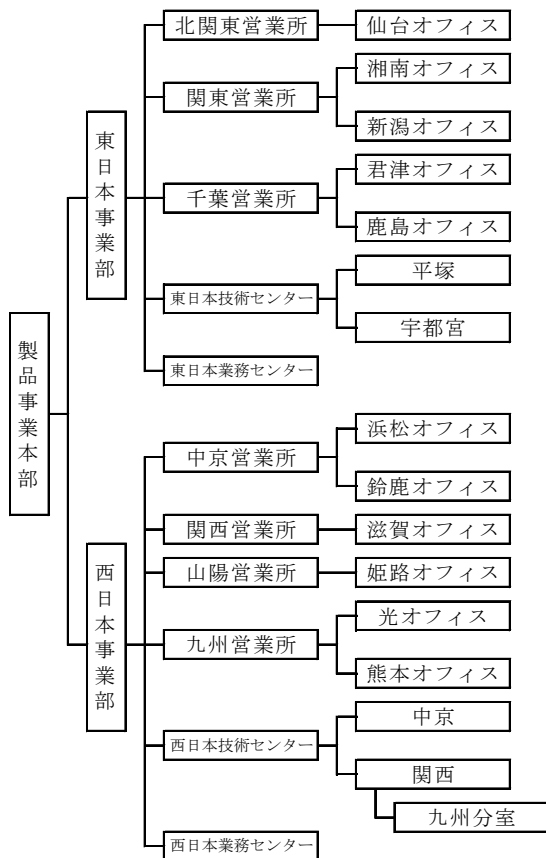 製品事業本部
東日本事業部
北関東営業所
仙台オフィス
関東営業所
湘南オフィス
新潟オフィス
千葉営業所
君津オフィス
鹿島オフィス
東日本技術センター
平塚
宇都宮
東日本業務センター
西日本事業部
中京営業所
浜松オフィス
鈴鹿オフィス
関西営業所
滋賀オフィス
山陽営業所
姫路オフィス
九州営業所
光オフィス
熊本オフィス
西日本技術センター
中京
関西
九州分室
西日本業務センター